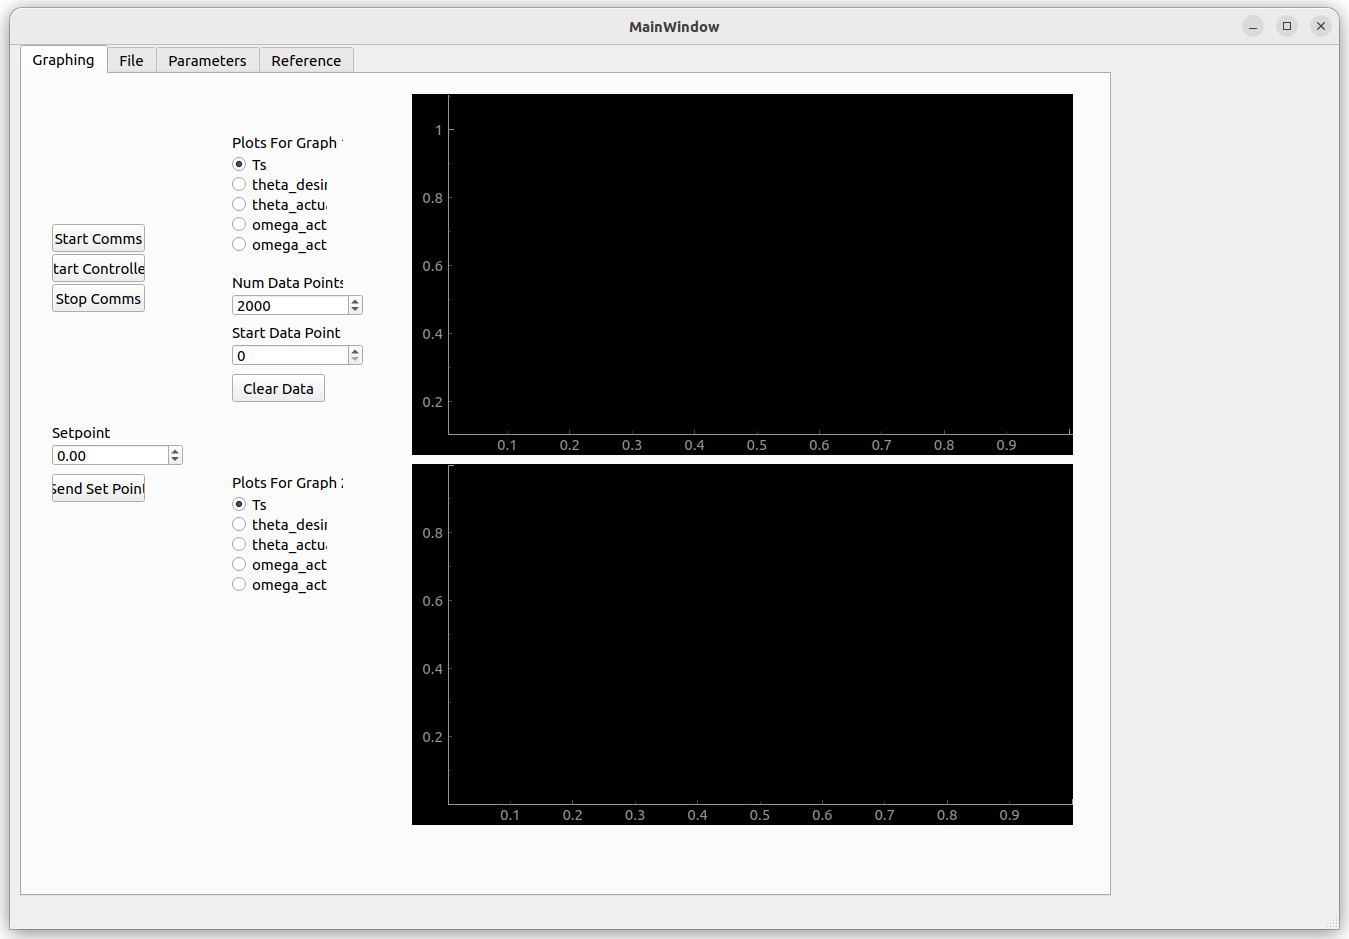 MainWindow
Graphing File Parameters Reference
Plots For Graph
Ts
theta_desir
theta_actu
omega_act
omega_act
Start Comms
tart Controlle
Stop Comms
Num Data Points
2000
Start Data Point
0
Clear Data
Setpoint
0.00
Send Set Point
Plots For Graph
Ts
theta_desir
theta_actu
omega_act
omega_act
1
0.8
0.6
0.4
0.2
0.1 0.2 0.3 0.4 0.5 0.6 0.7 0.8 0.9
0.8
0.6
0.4
0.2
0.1 0.2 0.3 0.4 0.5 0.6 0.7 0.8 0.9